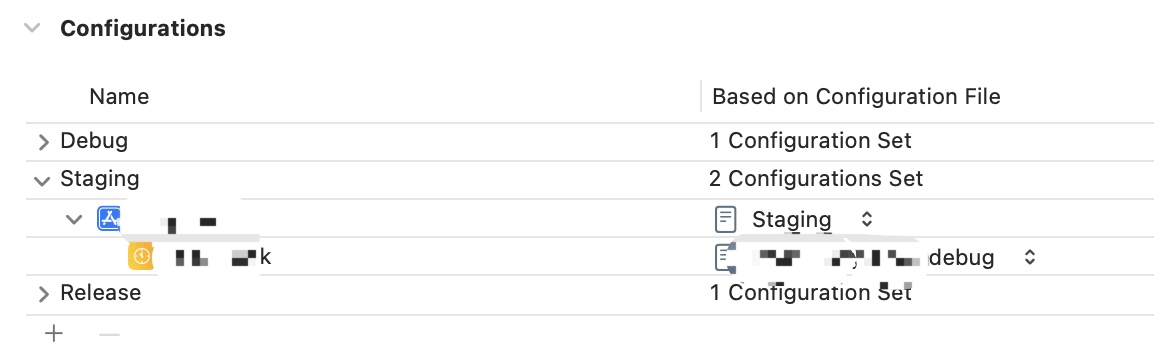 Configurations
Name Based on Configuration File
Debug 1 Configuration Set
Staging 2 Configurations Set
Staging
debug
Release 1 Configuration Set